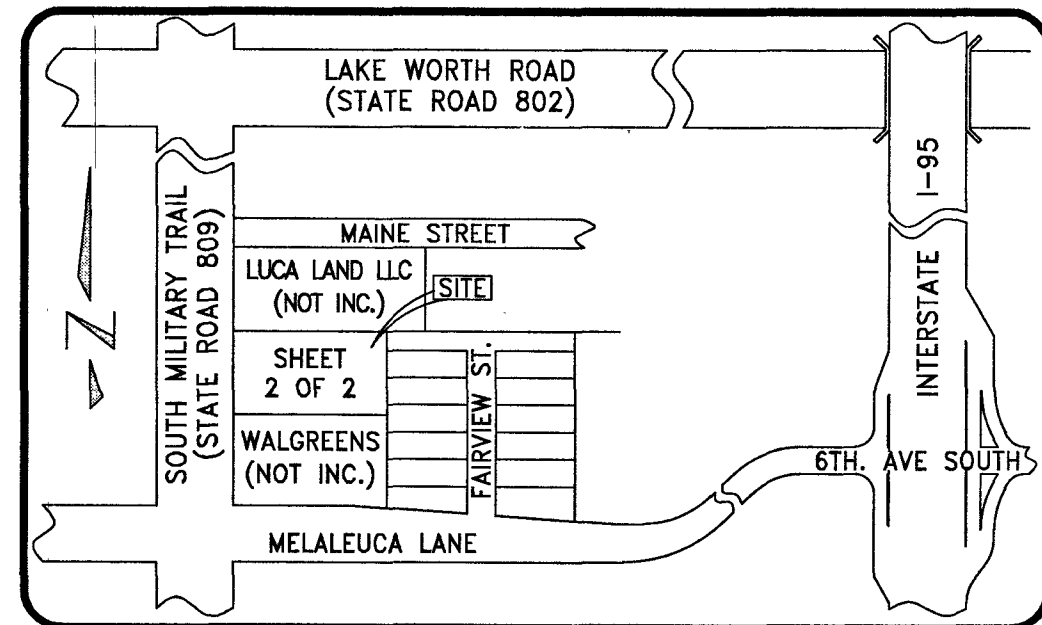 LAKE WORTH ROAD
(STATE ROAD 802)
I-95
INTERSTATE
SOUTH MILITARY TRAIL
(STATE ROAD 809)
MAINE STREET
LUCA LAND LLC
(NOT INC.)
SITE
N
SHEET
2 OF 2
FAIRVIEW ST.
WALGREENS
(NOT INC.)
6TH. AVE SOUTH
MELALEUCA LANE